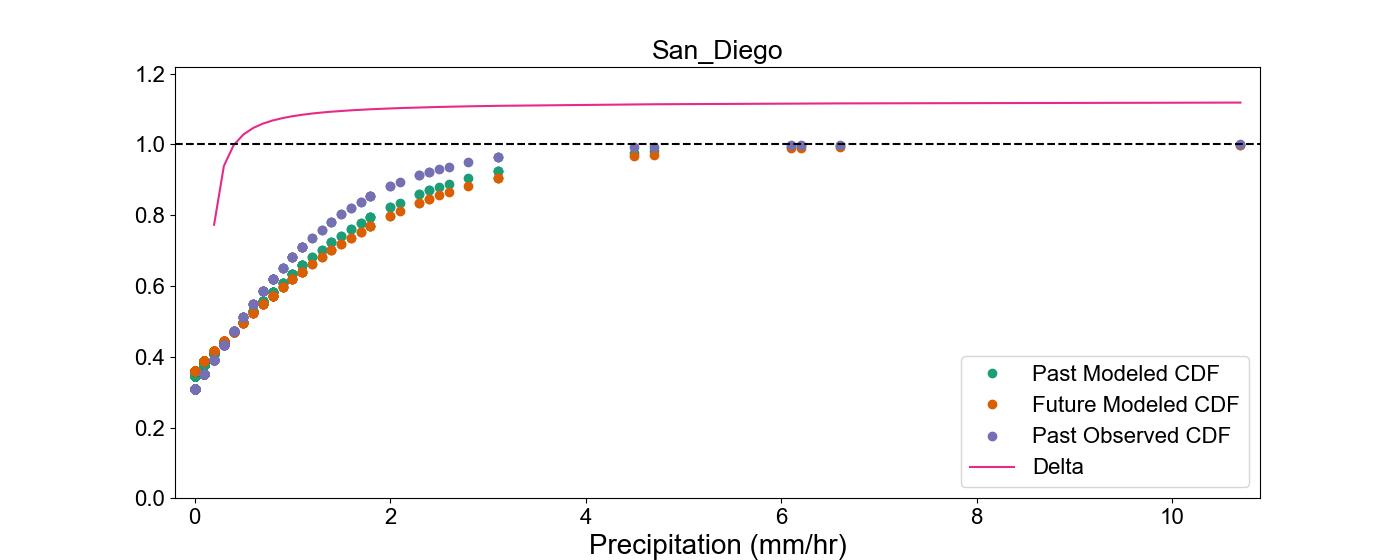 San_Diego
1.2
1.0
0.8
0.6
0.4
0.2
0.0
Past Modeled CDF
Future Modeled CDF
Past Observed CDF
Delta
0 2 4 6 8 10
Precipitation (mm/hr)